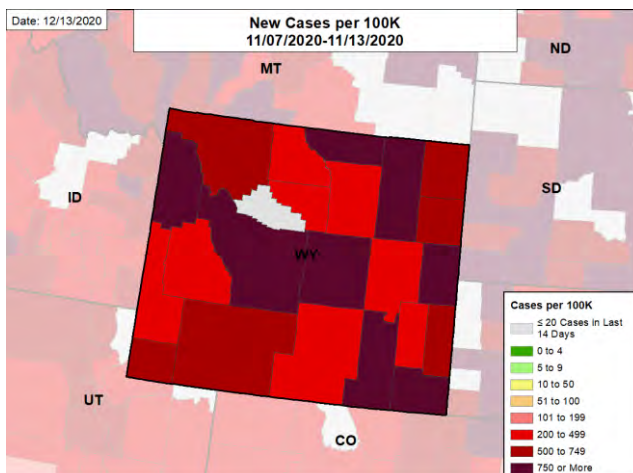 Date: 12/13/2020
New Cases per 100K
11/07/2020-11/13/2020
ND
MT
ID
SD
WY
UT
CO
Cases per 100K
≤ 20 Cases in Last
14 Days
0 to 4
5 to 9
10 to 50
51 to 100
101 to 199
200 to 499
500 to 749
750 or More